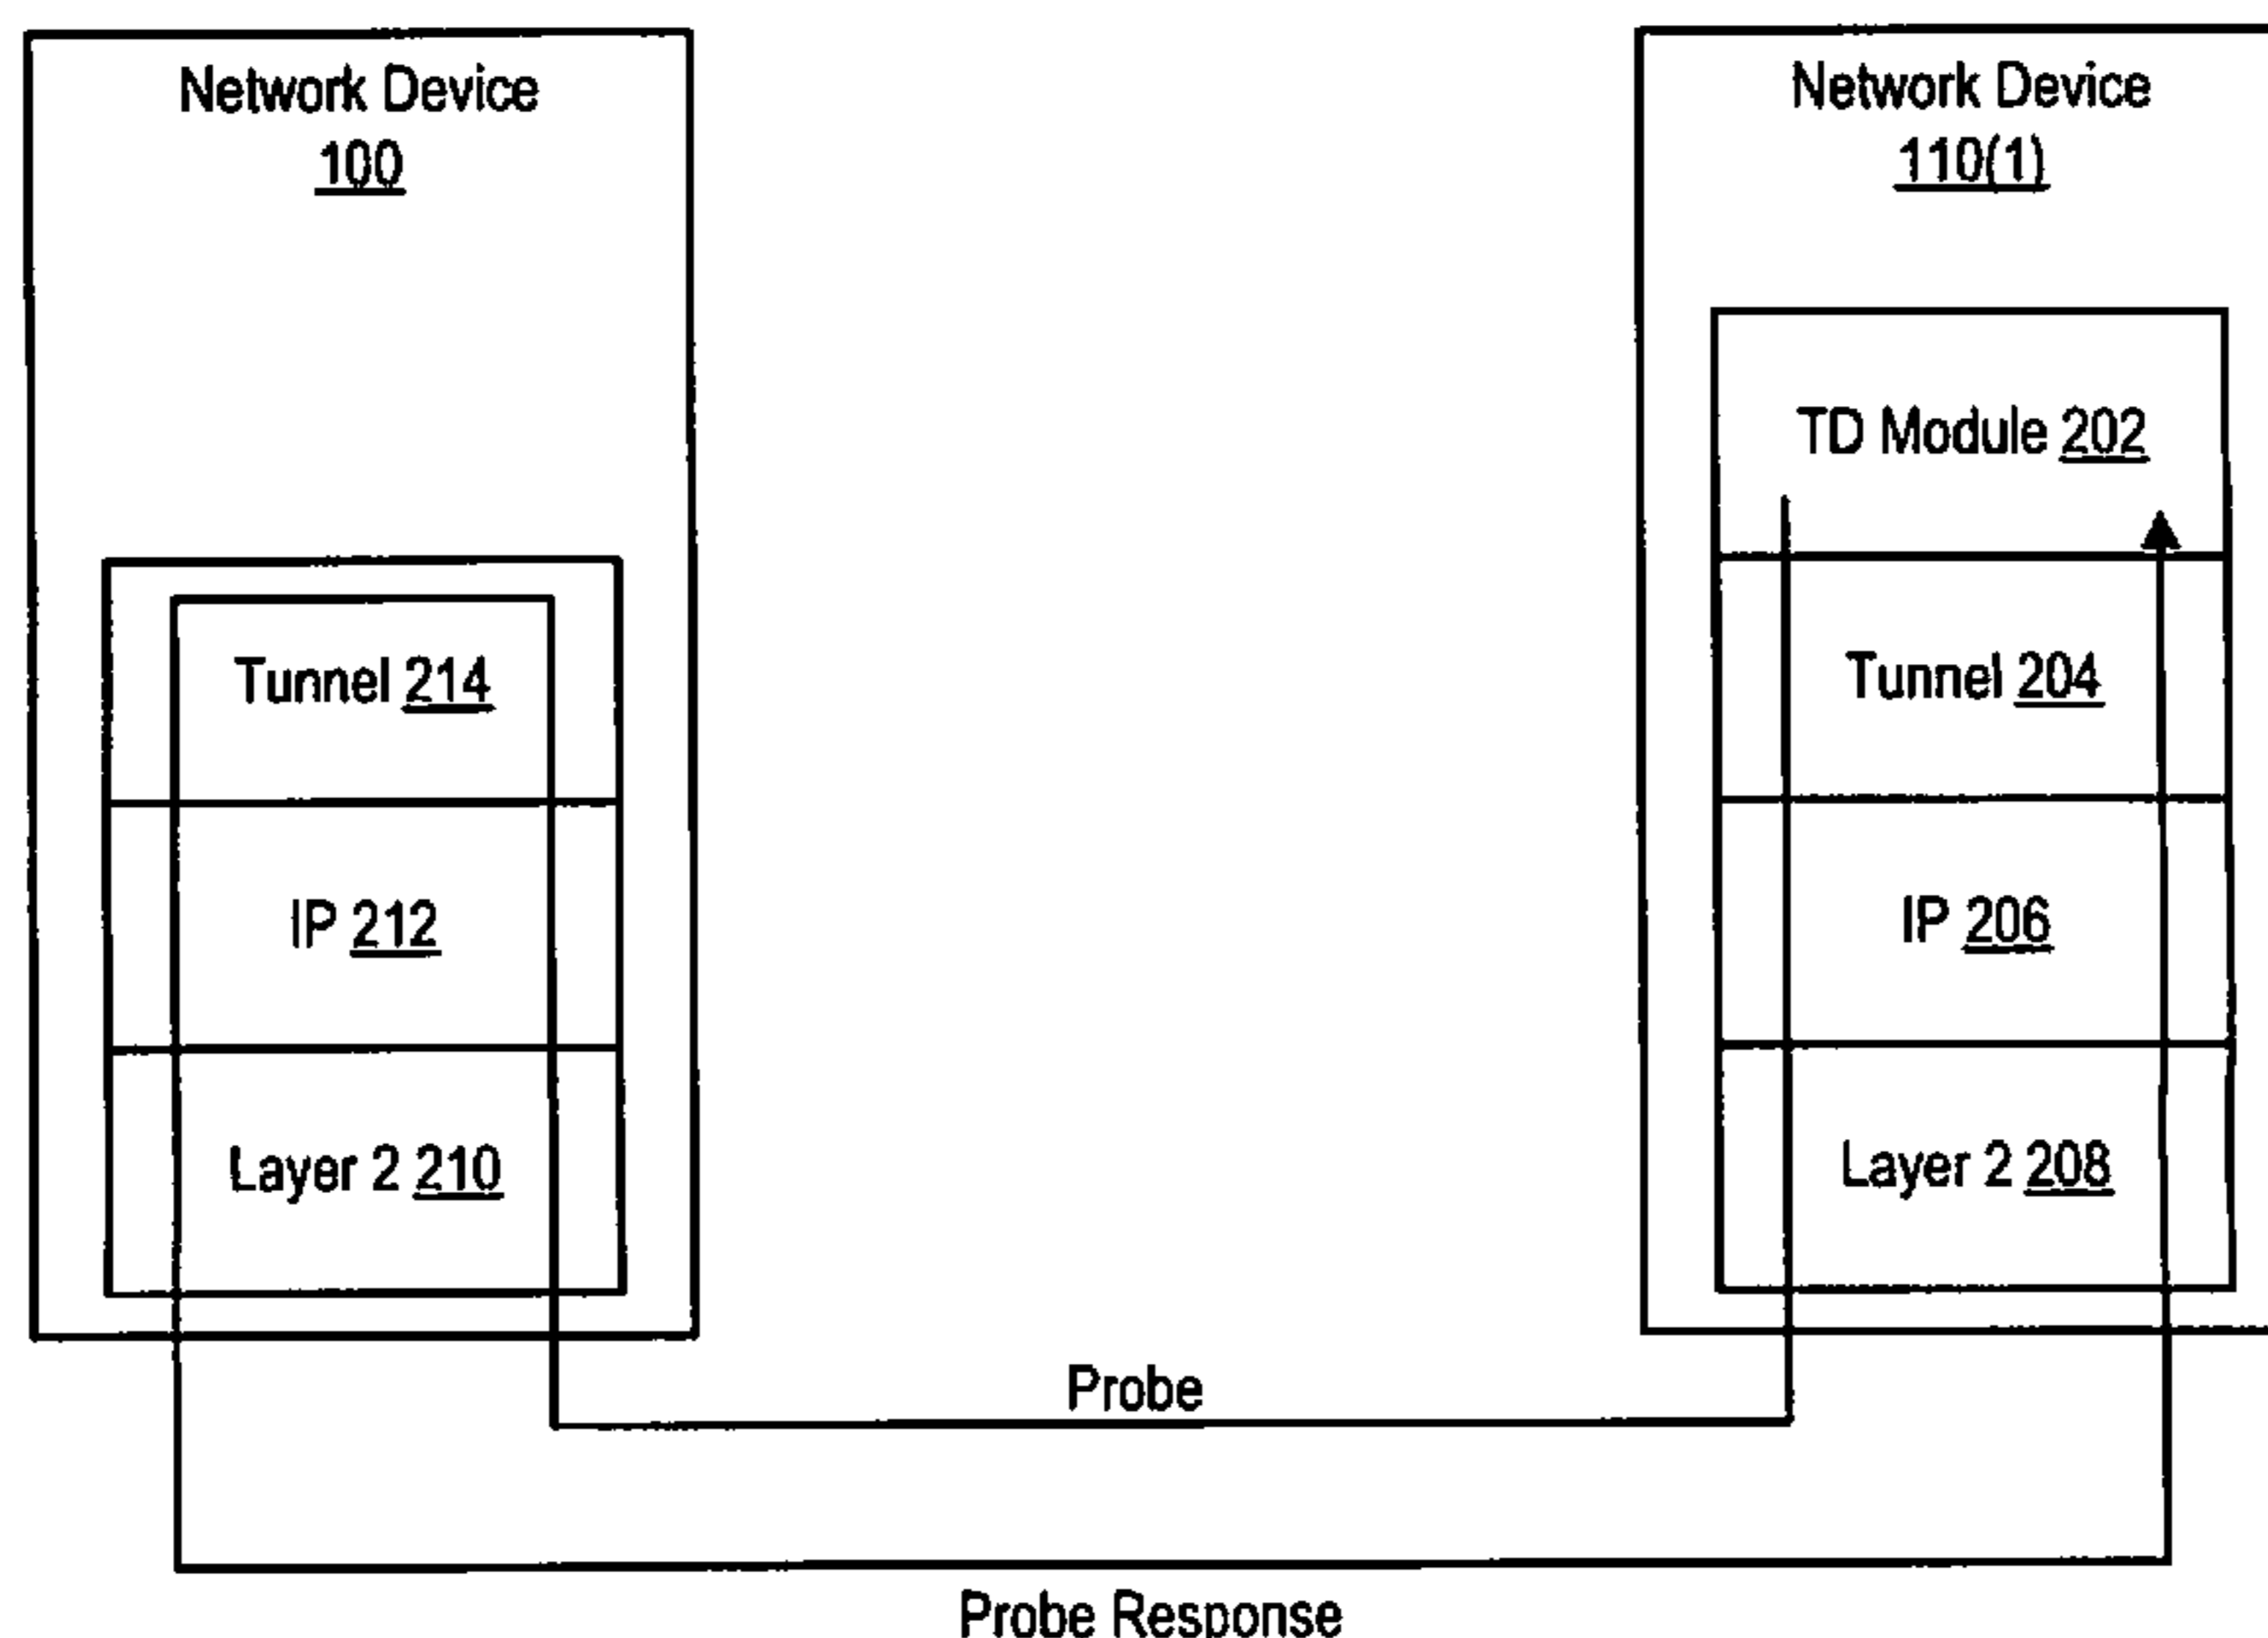 Network Device
100
Tunnel 214
IP 212
Layer 2 210
Network Device
110(1)
TD Module 202
Tunnel 204
IP 206
Layer 2 208
Probe
Probe Response